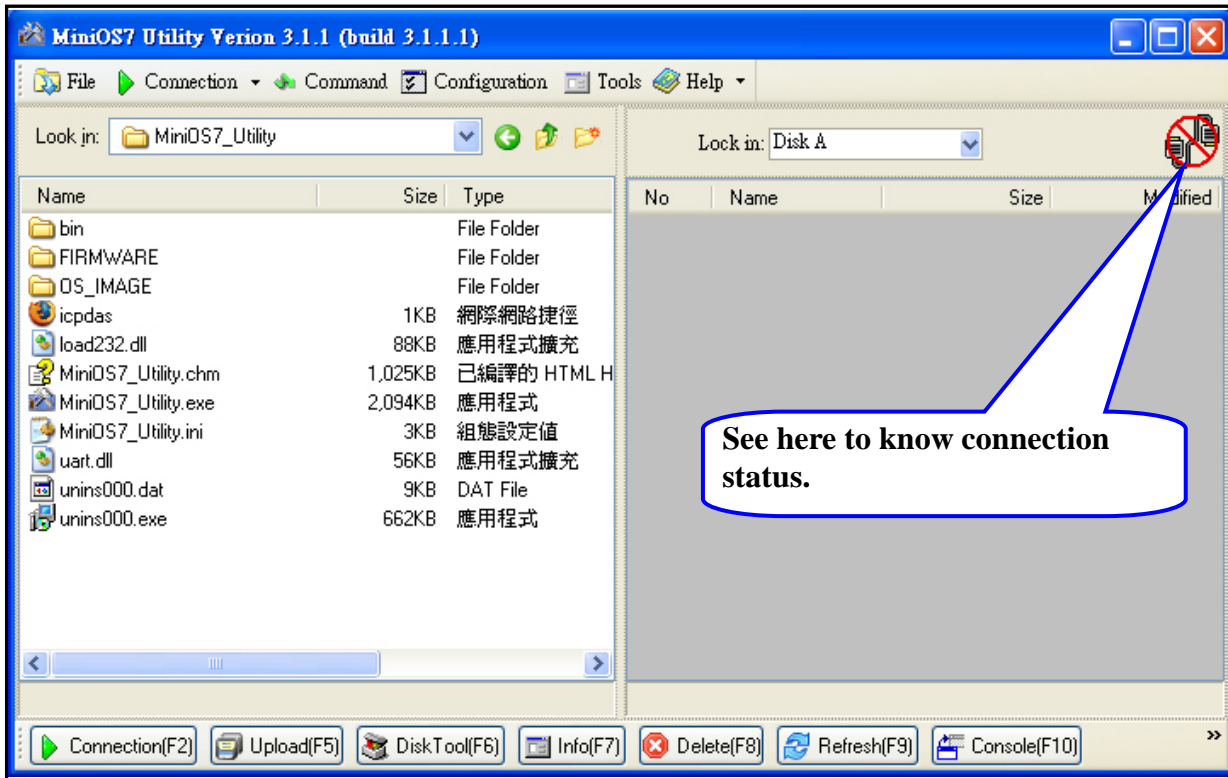 MiniOS7 Utility Verion 3.1.1 (build 3.1.1.1)
File Connection Command Configuration Tools Help
Look in: MiniOS7_Utility
Lock in: Disk A
Name Size Type
No Name Size Modified
bin File Folder
FIRMWARE File Folder
OS_IMAGE File Folder
icpdas 1KB 網際網路捷徑
load232.dll 88KB 應用程式擴充
MiniOS7_Utility.chm 1,025KB 已編譯的 HTML H
MiniOS7_Utility.exe 2,094KB 應用程式
MiniOS7_Utility.ini 3KB 組態設定值
uart.dll 56KB 應用程式擴充
unins000.dat 9KB DAT File
unins000.exe 662KB 應用程式
See here to know connection
status.
Connection(F2) Upload(F5) DiskTool(F6) Info(F7) Delete(F8) Refresh(F9) Console(F10) »